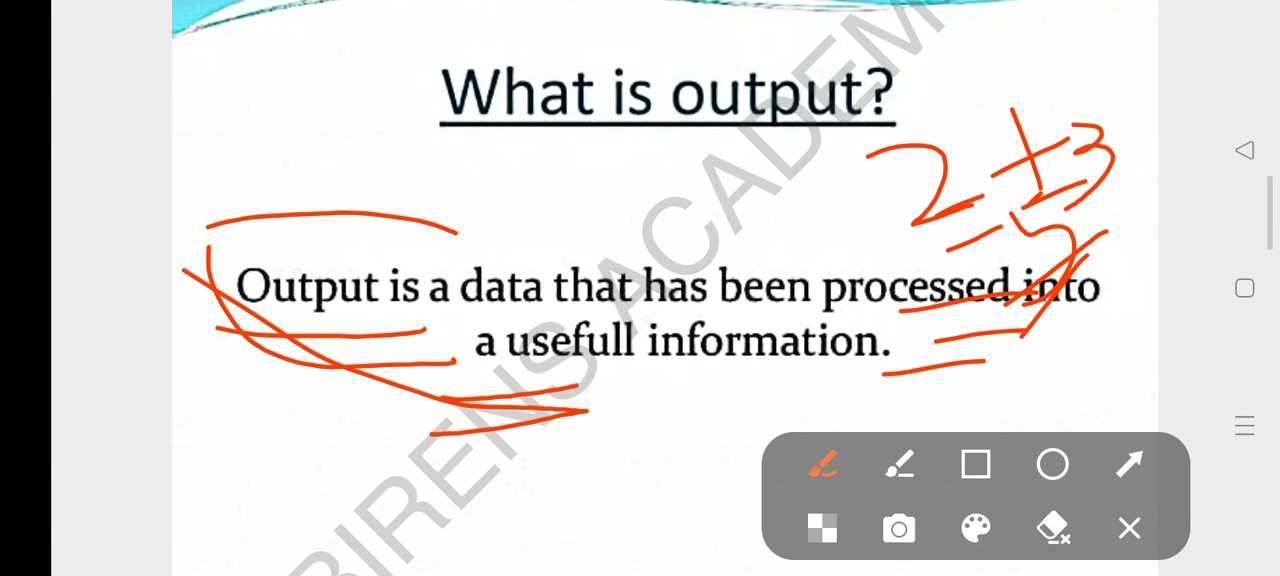 What is output?
2+3
=5
Output is a data that has been processed into
a usefull information.
BIRENS ACADEM